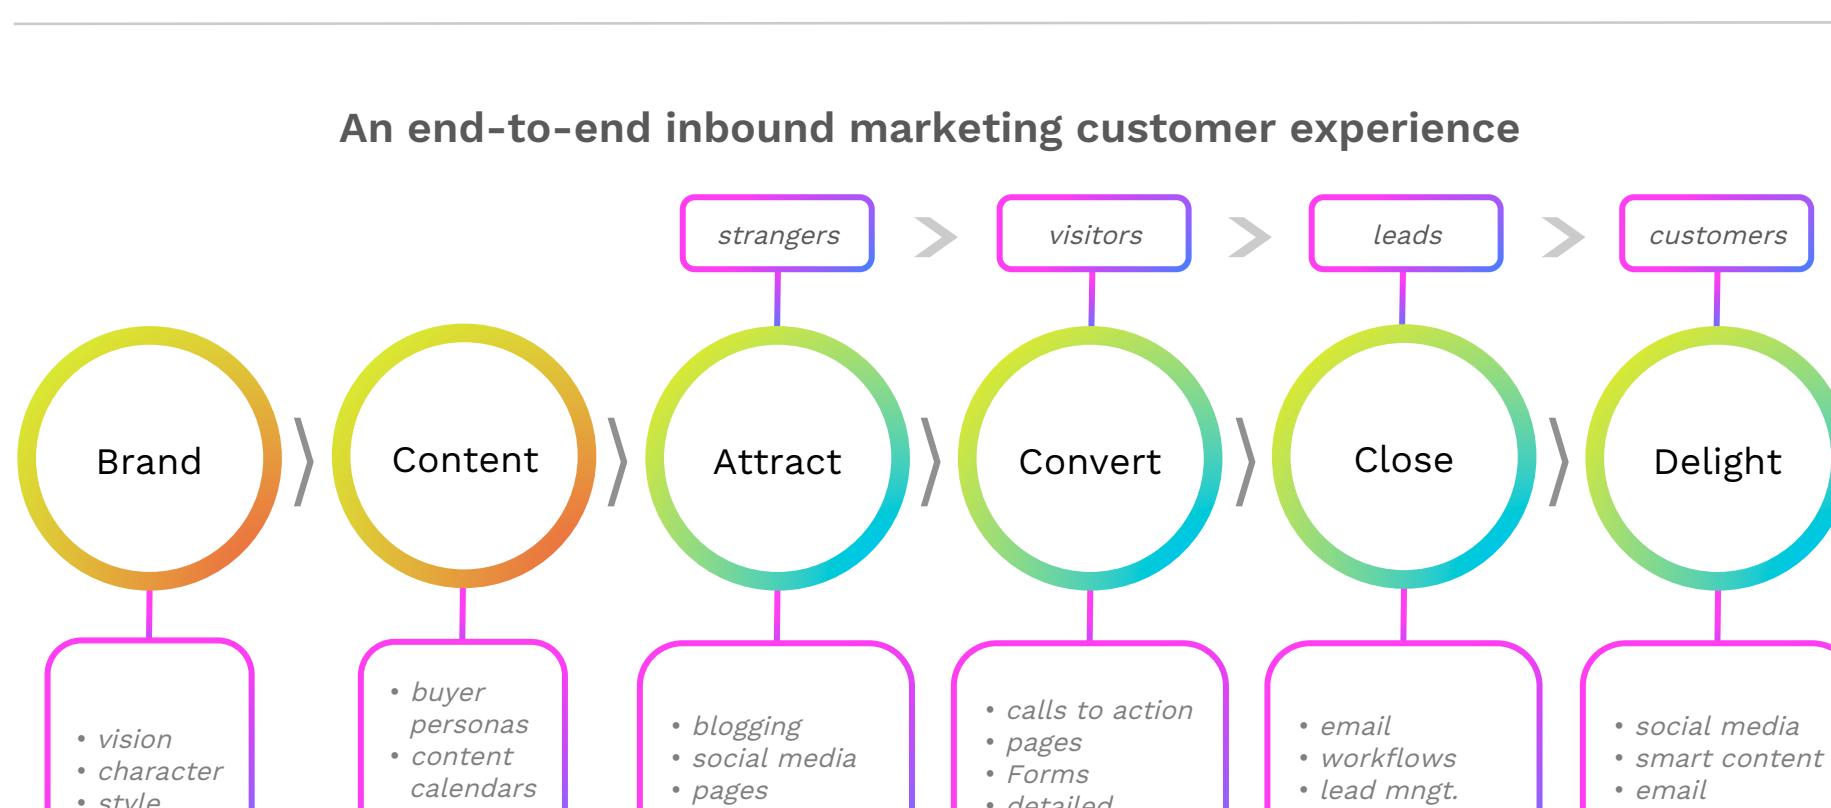 An end-to-end inbound marketing customer experience
strangers
visitors
leads
customers
Brand
Content
Attract
Convert
Close
Delight
• vision
• character
• style
• buyer
personas
• content
calendars
• blogging
• social media
• pages
• calls to action
• pages
• Forms
• detailed
• email
• workflows
• lead mngt.
• social media
• smart content
• email